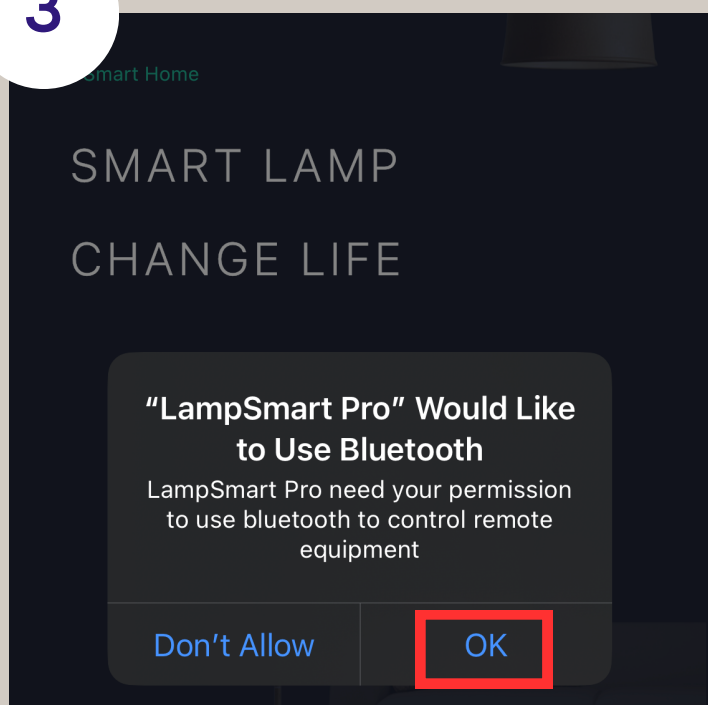 3
Smart Home
SMART LAMP
CHANGE LIFE
“LampSmart Pro” Would Like
to Use Bluetooth
LampSmart Pro need your permission
to use bluetooth to control remote
equipment
Don’t Allow
OK